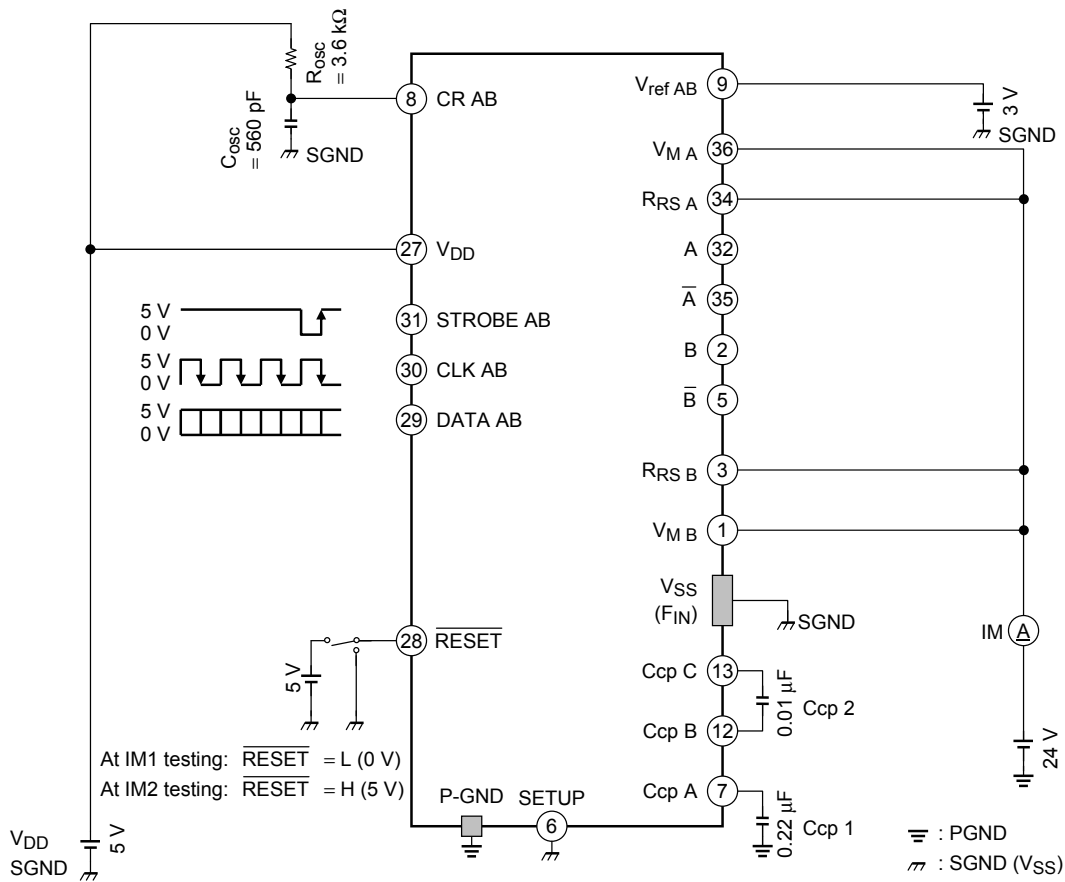 Rosc
= 3.6 kΩ
Cosc
= 560 pF
SGND
8 CR AB
Vref AB 9
3 V
SGND
VM A 36
RRS A 34
27 VDD
A 32
A̅ 35
5 V
0 V
31 STROBE AB
B 2
5 V
0 V
30 CLK AB
B̅ 5
5 V
0 V
29 DATA AB
RRS B 3
VM B 1
VSS
(FIN)
SGND
IM A
28 R̅E̅S̅E̅T̅
5 V
Ccp C 13
0.01 μF
Ccp 2
Ccp B 12
24 V
At IM1 testing: R̅E̅S̅E̅T̅ = L (0 V)
At IM2 testing: R̅E̅S̅E̅T̅ = H (5 V)
P-GND
SETUP
6
Ccp A 7
0.22 μF
Ccp 1
VDD
SGND
5 V
: PGND
: SGND (VSS)